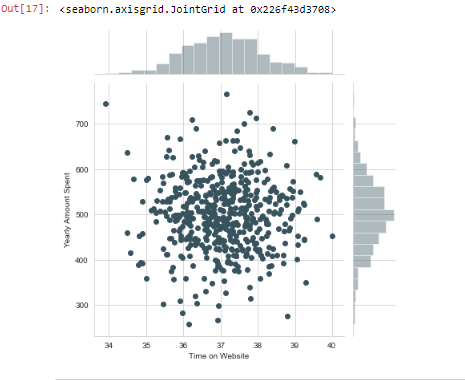 Out[17]: <seaborn.axisgrid.JointGrid at 0x226f43d3708>
700
600
500
400
300
Yearly Amount Spent
34 35 36 37 38 39 40
Time on Website